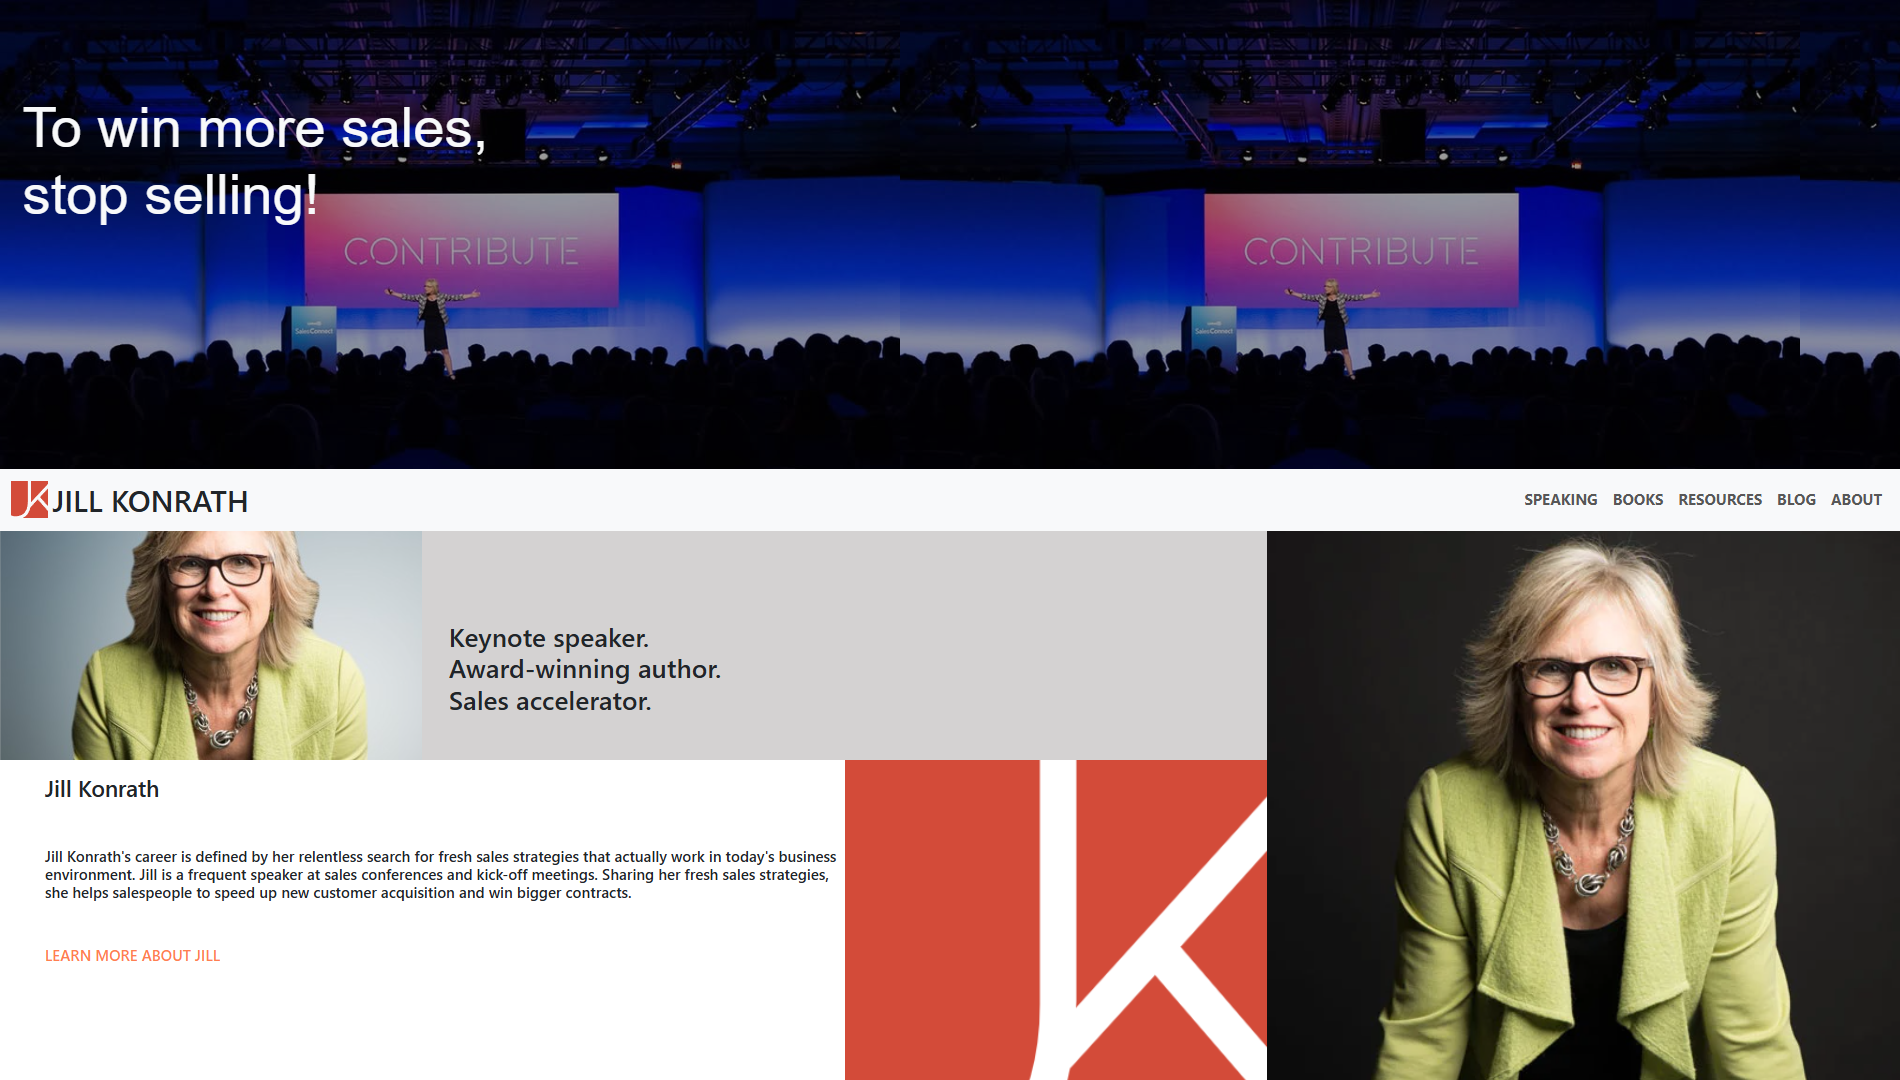 To win more sales,
stop selling!
CONTRIBUTE
CONTRIBUTE
SalesConnect
SalesConnect
JK JILL KONRATH
SPEAKING BOOKS RESOURCES BLOG ABOUT
Keynote speaker.
Award-winning author.
Sales accelerator.
Jill Konrath
Jill Konrath's career is defined by her relentless search for fresh sales strategies that actually work in today's business
environment. Jill is a frequent speaker at sales conferences and kick-off meetings. Sharing her fresh sales strategies,
she helps salespeople to speed up new customer acquisition and win bigger contracts.
LEARN MORE ABOUT JILL
JK